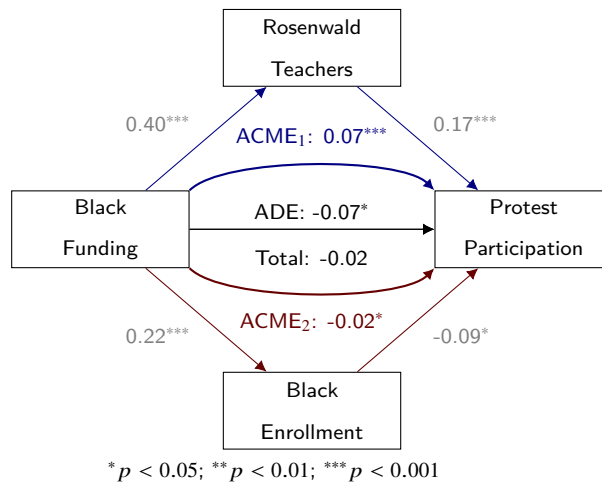 Rosenwald
Teachers
0.40***
ACME₁: 0.07***
0.17***
Black
Funding
ADE: -0.07*
Total: -0.02
Protest
Participation
0.22***
ACME₂: -0.02*
-0.09*
Black
Enrollment
*p < 0.05; **p < 0.01; ***p < 0.001